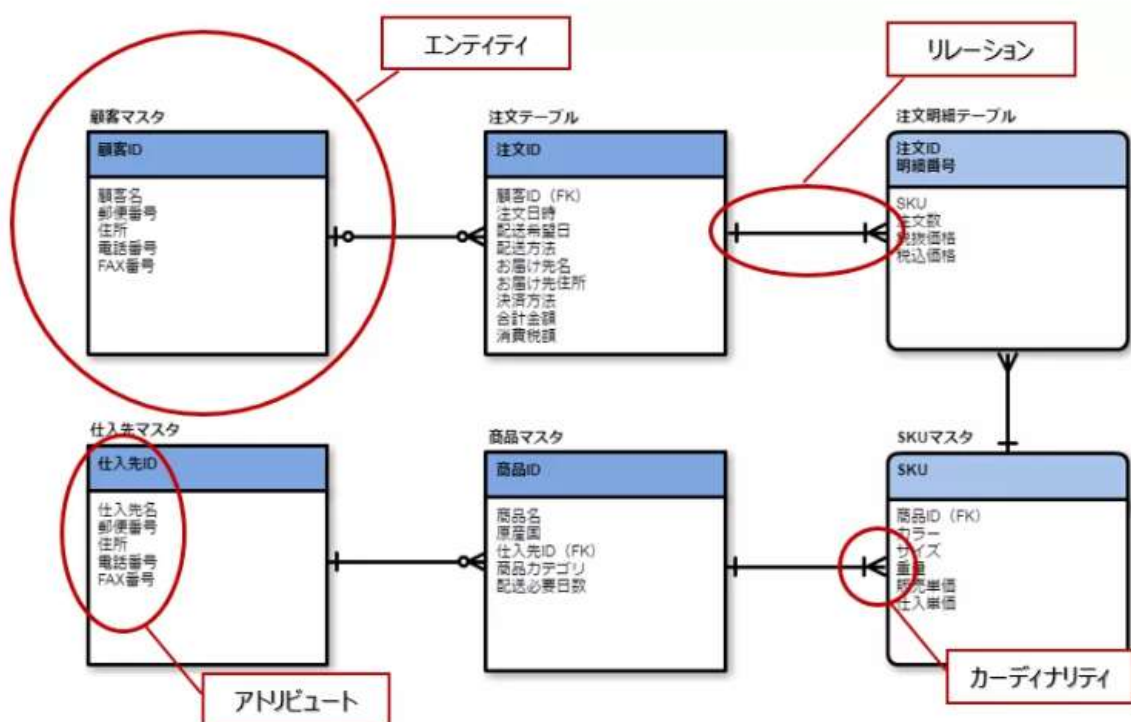 エンティティ
リレーション
顧客マスタ
顧客ID
顧客名
郵便番号
住所
電話番号
FAX番号
注文テーブル
注文ID
顧客ID（FK）
注文日時
配送希望日
配送方法
お届け先名
お届け先住所
決済方法
合計金額
消費税額
注文明細テーブル
注文ID
明細番号
SKU
注文数
税抜価格
税込価格
仕入先マスタ
仕入先ID
仕入先名
郵便番号
住所
電話番号
FAX番号
商品マスタ
商品ID
商品名
原産国
仕入先ID（FK）
商品カテゴリ
配送必要日数
SKUマスタ
SKU
商品ID（FK）
カラー
サイズ
重量
販売単価
仕入単価
アトリビュート
カーディナリティ